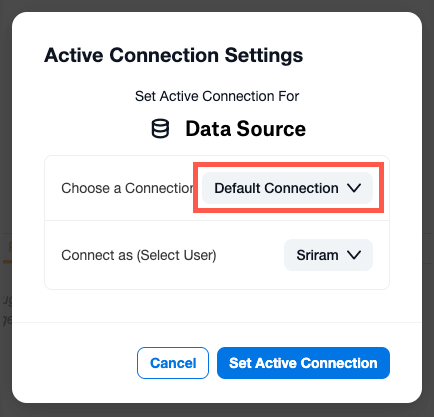 Active Connection Settings
Set Active Connection For
Data Source
Choose a Connection
Default Connection
Connect as (Select User)
Sriram
Cancel
Set Active Connection